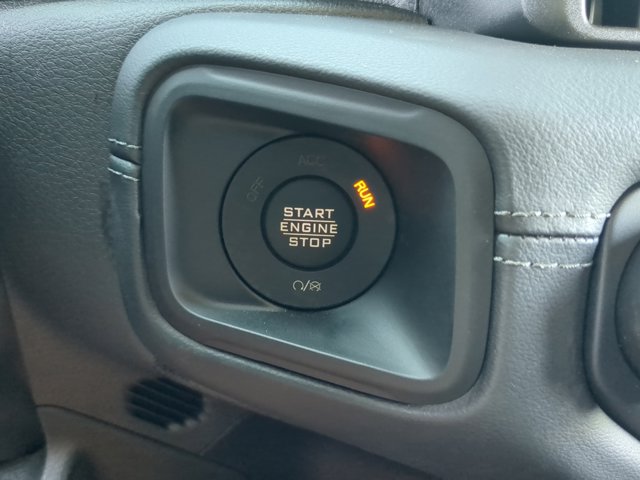 ACC
OFF
RUN
START
ENGINE
STOP